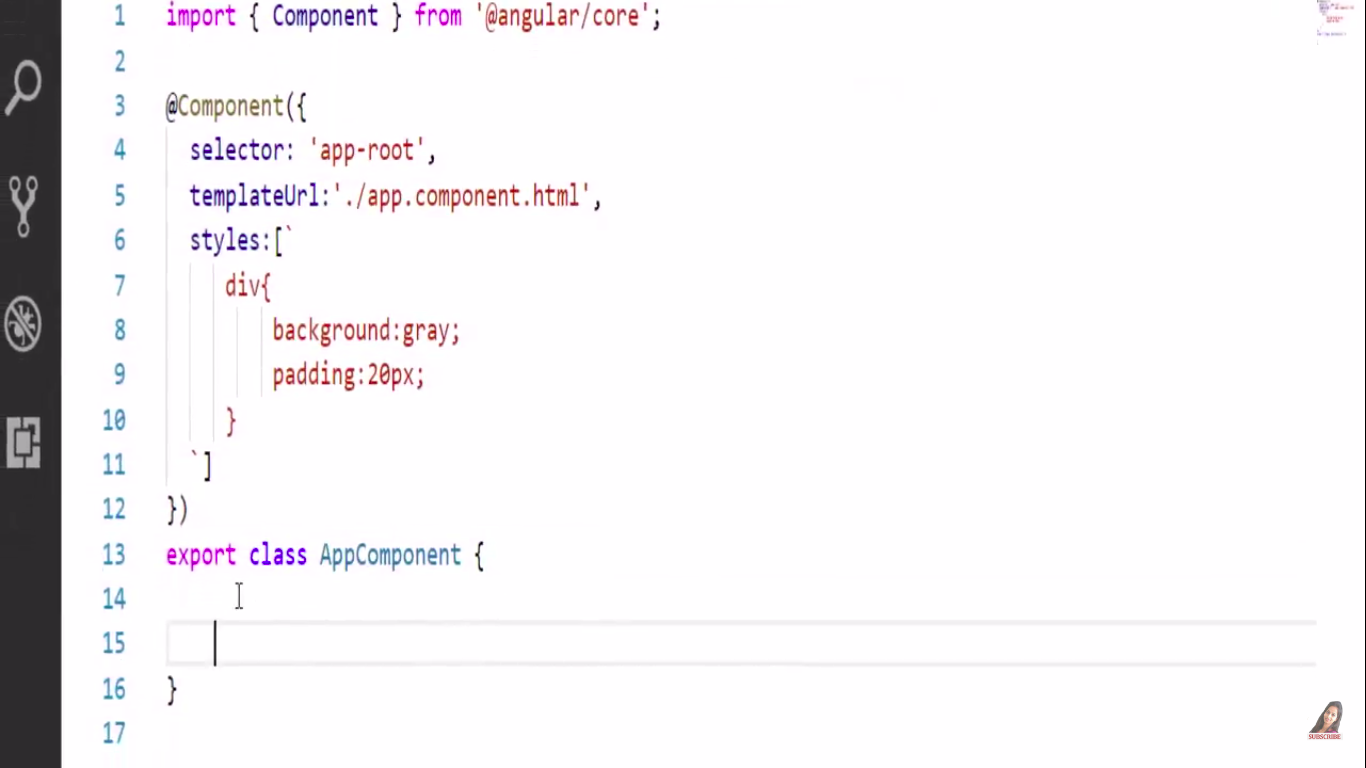 1 import { Component } from '@angular/core';
2
3 @Component({
4 selector: 'app-root',
5 templateUrl:'./app.component.html',
6 styles:[`
7 div{
8 background:gray;
9 padding:20px;
10 }
11 `]
12 })
13 export class AppComponent {
14
15
16 }
17
SUBSCRIBE